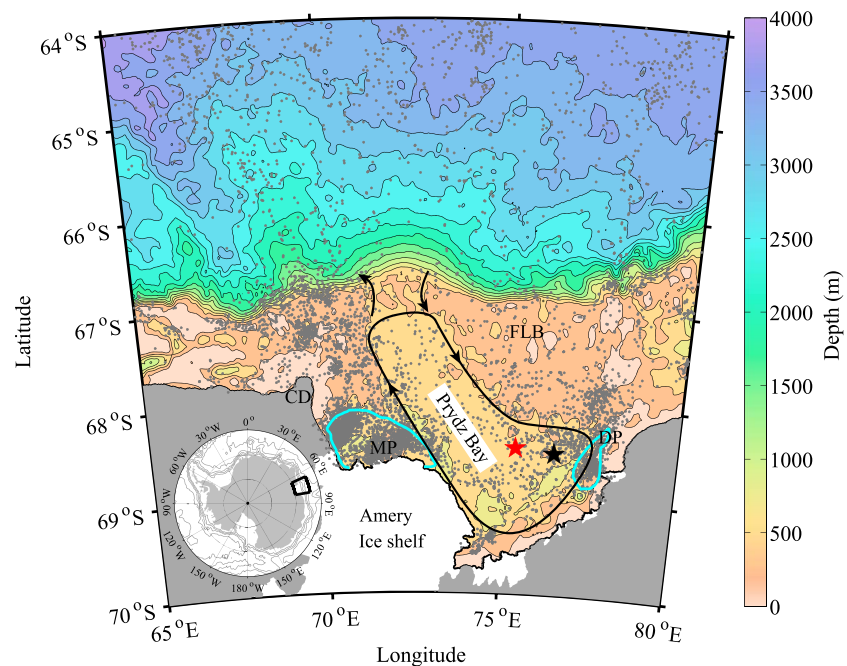 64°S
65°S
66°S
67°S
68°S
69°S
70°S
65°E
70°E
75°E
80°E
Latitude
Longitude
FLB
CD
MP
DP
Prydz Bay
Amery
Ice shelf
0°
30°E
60°E
90°E
120°E
150°E
180°W
150°W
120°W
90°W
60°W
30°W
4000
3500
3000
2500
2000
1500
1000
500
0
Depth (m)